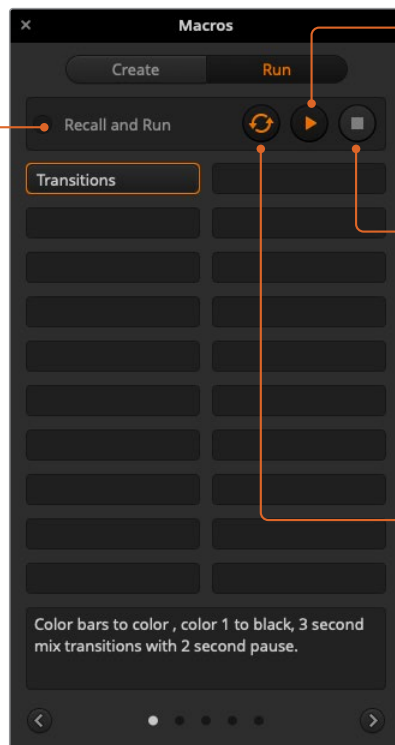 Macros
Create Run
Recall and Run
Transitions
Color bars to color , color 1 to black, 3 second
mix transitions with 2 second pause.